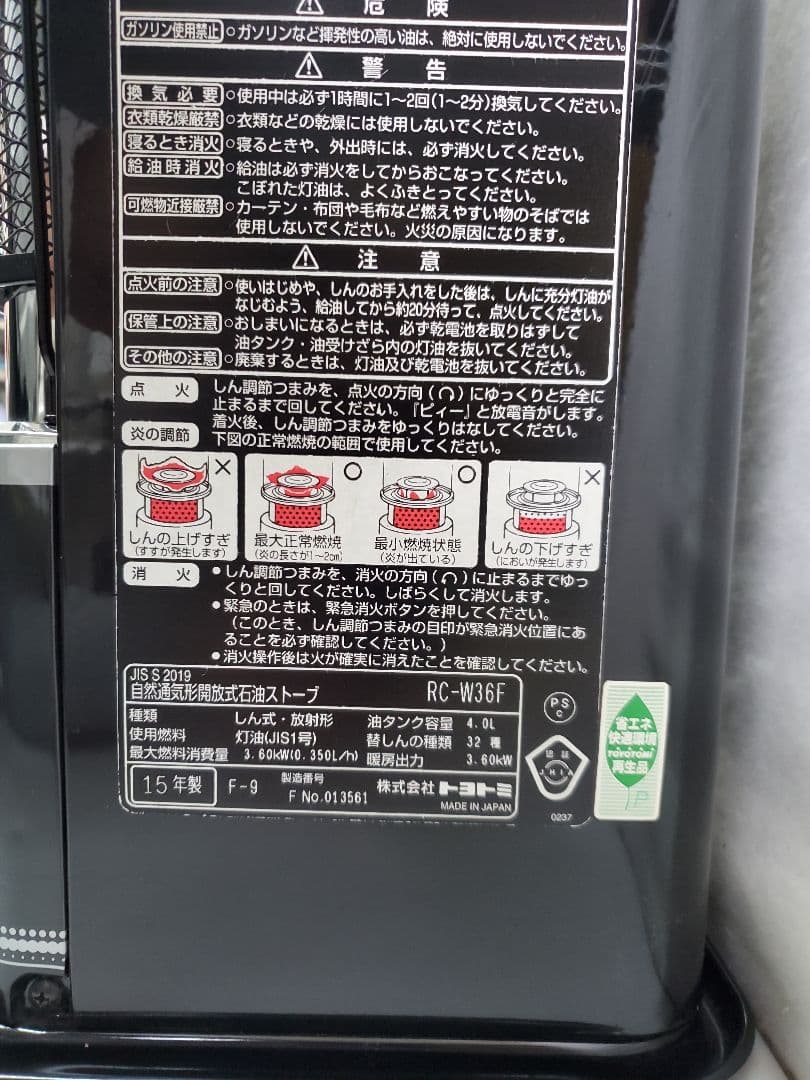 危 険
ガソリン使用禁止 ○ガソリンなど揮発性の高い油は、絶対に使用しないでください。
警 告
換気必要 ○使用中は必ず1時間に1~2回(1~2分)換気してください。
衣類乾燥厳禁 ○衣類などの乾燥には使用しないでください。
寝るとき消火 ○寝るときや、外出時には、必ず消火してください。
給油時消火 ○給油は必ず消火をしてからおこなってください。
こぼれた灯油は、よくふきとってください。
可燃物近接厳禁 ○カーテン・布団や毛布など燃えやすい物のそばでは
使用しないでください。火災の原因になります。
注 意
点火前の注意 ○使いはじめや、しんのお手入れをした後は、しんに充分灯油が
なじむよう、給油してから約20分待って、点火してください。
保管上の注意 ○おしまいになるときは、必ず乾電池を取りはずして
油タンク・油受けざら内の灯油を抜いてください。
その他の注意 ○廃棄するときは、灯油及び乾電池を抜いてください。
点 火 しん調節つまみを、点火の方向( )にゆっくりと完全に
止まるまで回してください。『ピィー』と放電音がします。
着火後、しん調節つまみをゆっくりはなしてください。
炎の調節 下図の正常燃焼の範囲で使用してください。
× ○ ○ ×
しんの上げすぎ 最大正常燃焼 最小燃焼状態 しんの下げすぎ
(すすが発生します) (炎の長さが1~2cm) (炎が出ている) (においが発生します)
消 火 ●しん調節つまみを、消火の方向( )に止まるまでゆっ
くりと回してください。しばらくして消火します。
●緊急のときは、緊急消火ボタンを押してください。
(このとき、しん調節つまみの目印が緊急消火位置にあ
ることを必ず確認してください。)
●消火操作後は火が確実に消えたことを確認してください。
JIS S 2019
自然通気形開放式石油ストーブ RC-W36F
種類 しん式・放射形 油タンク容量 4.0L
使用燃料 灯油(JIS1号) 替しんの種類 32 種
最大燃料消費量 3.60kW(0.350L/h) 暖房出力 3.60kW
15年製 F-9 製造番号 F No.013561 株式会社トヨトミ
MADE IN JAPAN
PS
C
認証
JHIA
0237
省エネ
快適環境
TOYOTOMI
再生品
P